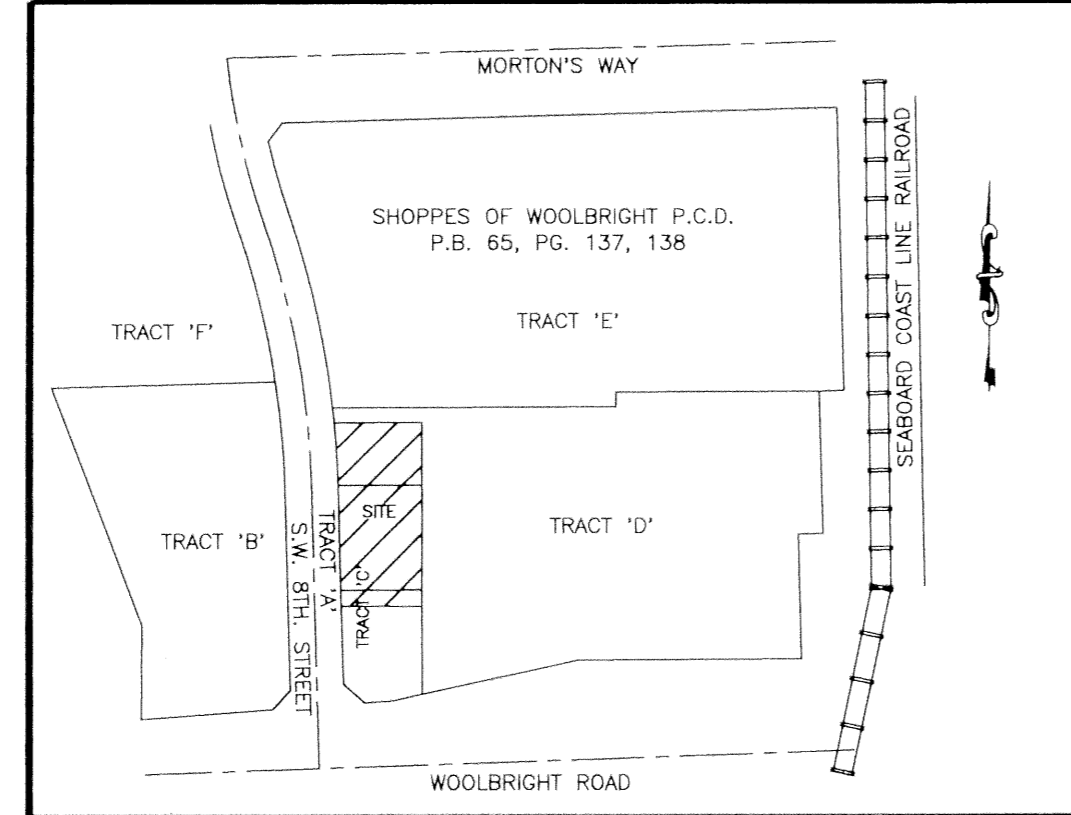 MORTON'S WAY
SHOPPES OF WOOLBRIGHT P.C.D.
P.B. 65, PG. 137, 138
SEABOARD COAST LINE RAILROAD
TRACT 'F'
TRACT 'E'
SITE
TRACT 'B'
S.W. 8TH. STREET
TRACT 'A'
TRACT 'C'
TRACT 'D'
WOOLBRIGHT ROAD